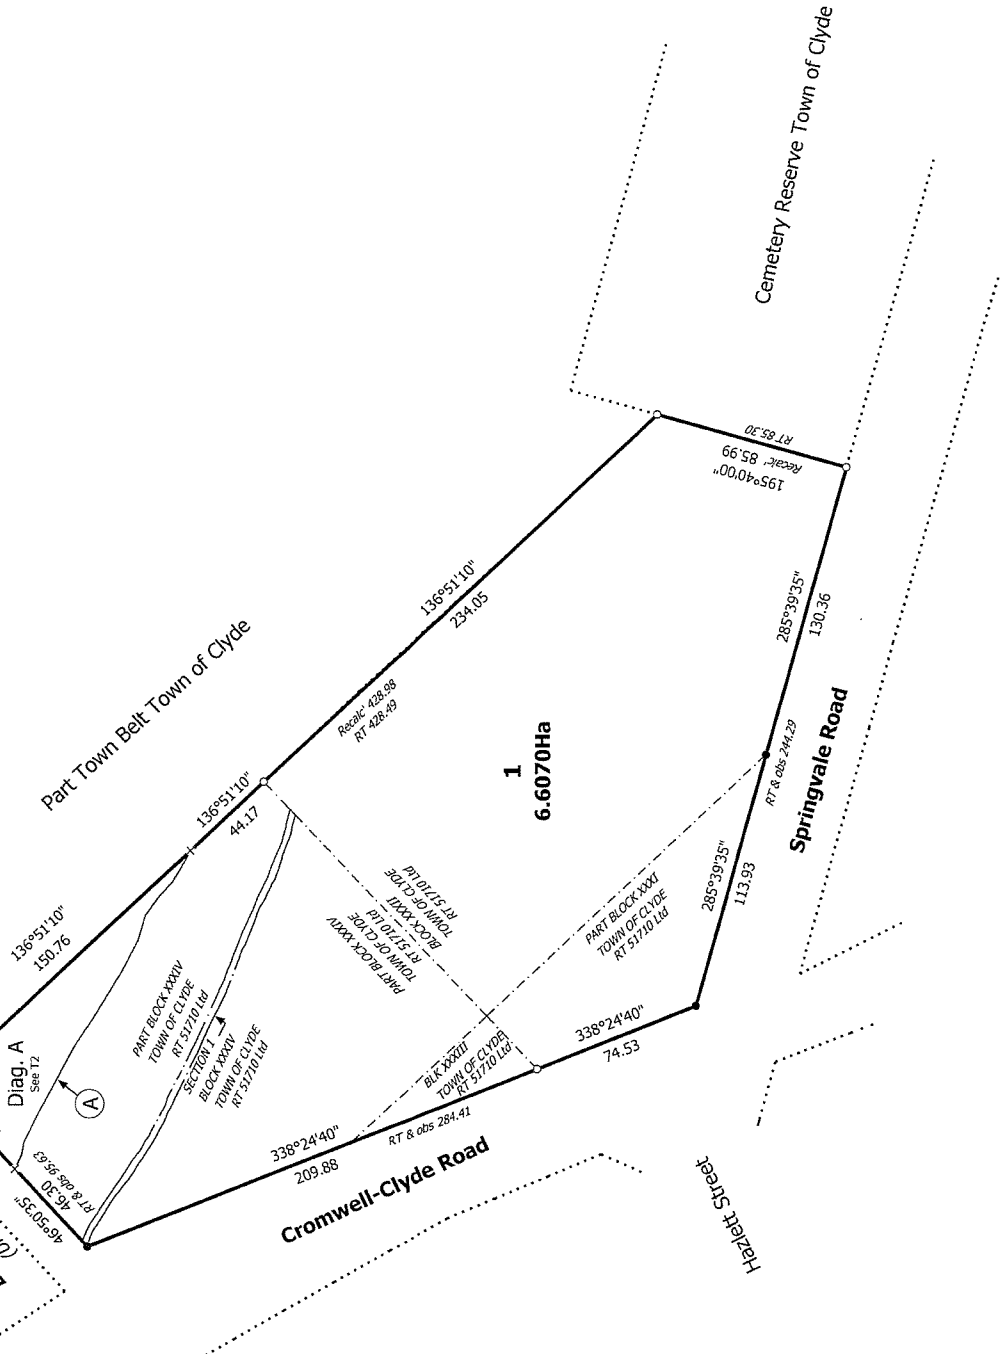 Cemetery Reserve Town of Clyde
RT 85.30
Recalc' 85.99
195°40'00"
136°51'10"
234.05
Part Town Belt Town of Clyde
Recalc' 428.98
RT 428.49
136°51'10"
44.17
136°51'10"
150.76
1
6.6070Ha
285°39'35"
130.36
RT & obs 244.29
Springvale Road
285°39'35"
113.93
PART BLOCK XXXI
TOWN OF CLYDE
RT 51710 Ltd
BLOCK XXXII
TOWN OF CLYDE
RT 51710 Ltd
PART BLOCK XXXIV
TOWN OF CLYDE
RT 51710 Ltd
PART BLOCK XXXIV
TOWN OF CLYDE
RT 51710 Ltd
SECTION 1
BLOCK XXXIV
TOWN OF CLYDE
RT 51710 Ltd
Diag. A
See T2
A
BLK XXXIII
TOWN OF CLYDE
RT 51710 Ltd
338°24'40"
74.53
RT & obs 284.41
338°24'40"
209.88
Cromwell-Clyde Road
RT & obs 95.63
46.30
46°50'35"
Hazlett Street